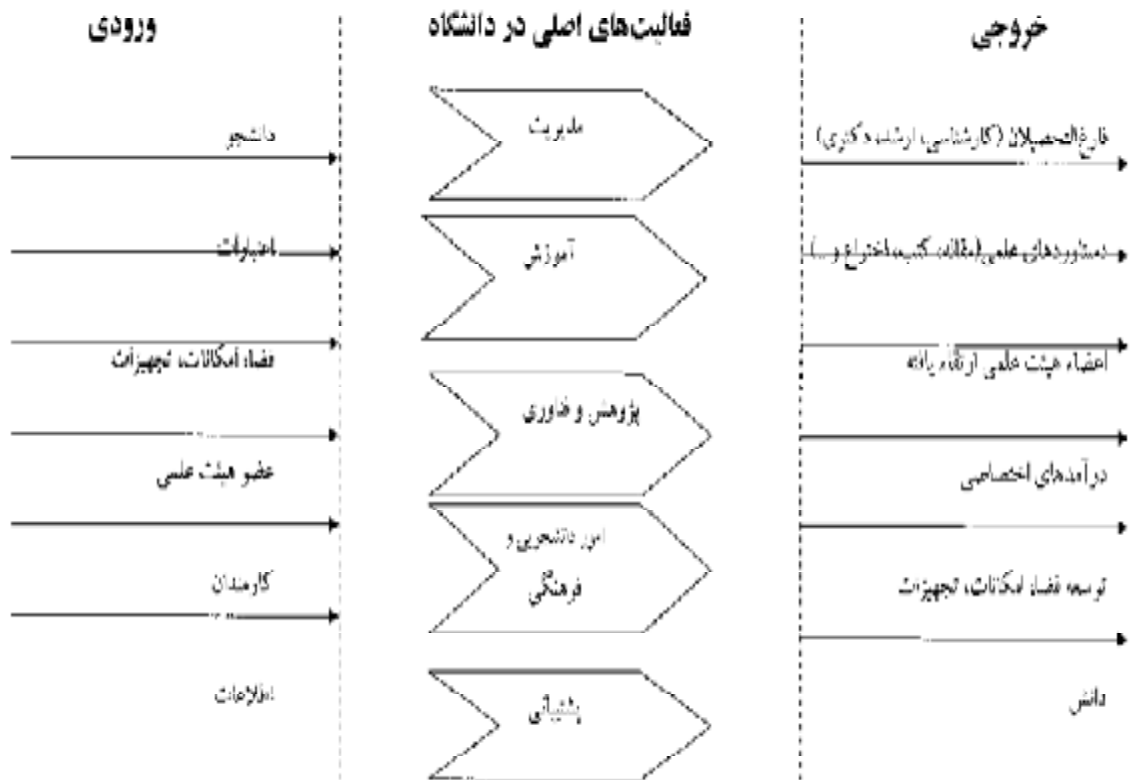 ورودی
فعالیت‌های اصلی در دانشگاه
خروجی
دانشجو
اعتبارات
فضا، امکانات، تجهیزات
عضو هیئت علمی
کارمندان
اطلاعات
مدیریت
آموزش
پژوهش و فناوری
امور دانشجویی و
فرهنگی
پشتیبانی
فارغ‌التحصیلان (کارشناسی، ارشد، دکتری)
دستاوردهای علمی(مقاله، کتب، اختراع و ...)
اعضاء هیئت علمی ارتقاء یافته
درآمدهای اختصاصی
توسعه فضا، امکانات، تجهیزات
دانش